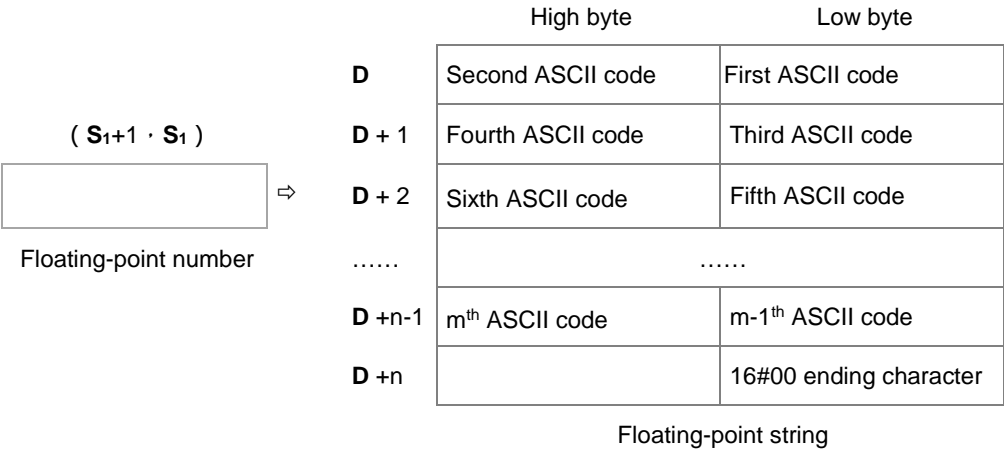 High byte Low byte
D Second ASCII code First ASCII code
( S₁+1，S₁ ) D + 1 Fourth ASCII code Third ASCII code
⇨ D + 2 Sixth ASCII code Fifth ASCII code
Floating-point number …… ……
D +n-1 mᵗʰ ASCII code m-1ᵗʰ ASCII code
D +n 16#00 ending character
Floating-point string